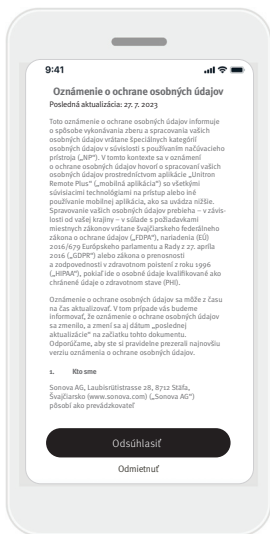 9:41
Oznámenie o ochrane osobných údajov
Posledná aktualizácia: 27. 7. 2023
Toto oznámenie o ochrane osobných údajov informuje
o spôsobe vykonávania zberu a spracovania vašich
osobných údajov vrátane špeciálnych kategórií
osobných údajov v súvislosti s používaním načúvacieho
prístroja („NP“). V tomto kontexte sa v oznámení
o ochrane osobných údajov hovorí o spracovaní vašich
osobných údajov prostredníctvom aplikácie „Unitron
Remote Plus“ („mobilná aplikácia“) so všetkými
súvisiacimi technológiami na prístup alebo iné
používanie mobilnej aplikácie, ako sa uvádza nižšie.
Spravovanie vašich osobných údajov prebieha – v závis-
losti od vašej krajiny – v súlade s požiadavkami
miestnych zákonov vrátane švajčiarskeho federálneho
zákona o ochrane údajov („FDPA“), nariadenia (EÚ)
2016/679 Európskeho parlamentu a Rady z 27. apríla
2016 („GDPR“) alebo zákona o prenosnosti
a zodpovednosti v zdravotnom poistení z roku 1996
(„HIPAA“), pokiaľ ide o osobné údaje kvalifikované ako
chránené údaje o zdravotnom stave (PHI).
Oznámenie o ochrane osobných údajov sa môže z času
na čas aktualizovať. V tom prípade vás budeme
informovať, že oznámenie o ochrane osobných údajov
sa zmenilo, a zmení sa aj dátum „poslednej
aktualizácie“ na začiatku tohto dokumentu.
Odporúčame, aby ste si pravidelne prezerali najnovšiu
verziu oznámenia o ochrane osobných údajov.
1. Kto sme
Sonova AG, Laubisrütistrasse 28, 8712 Stäfa,
Švajčiarsko (www.sonova.com) („Sonova AG“)
pôsobí ako prevádzkovateľ
Odsúhlasiť
Odmietnuť